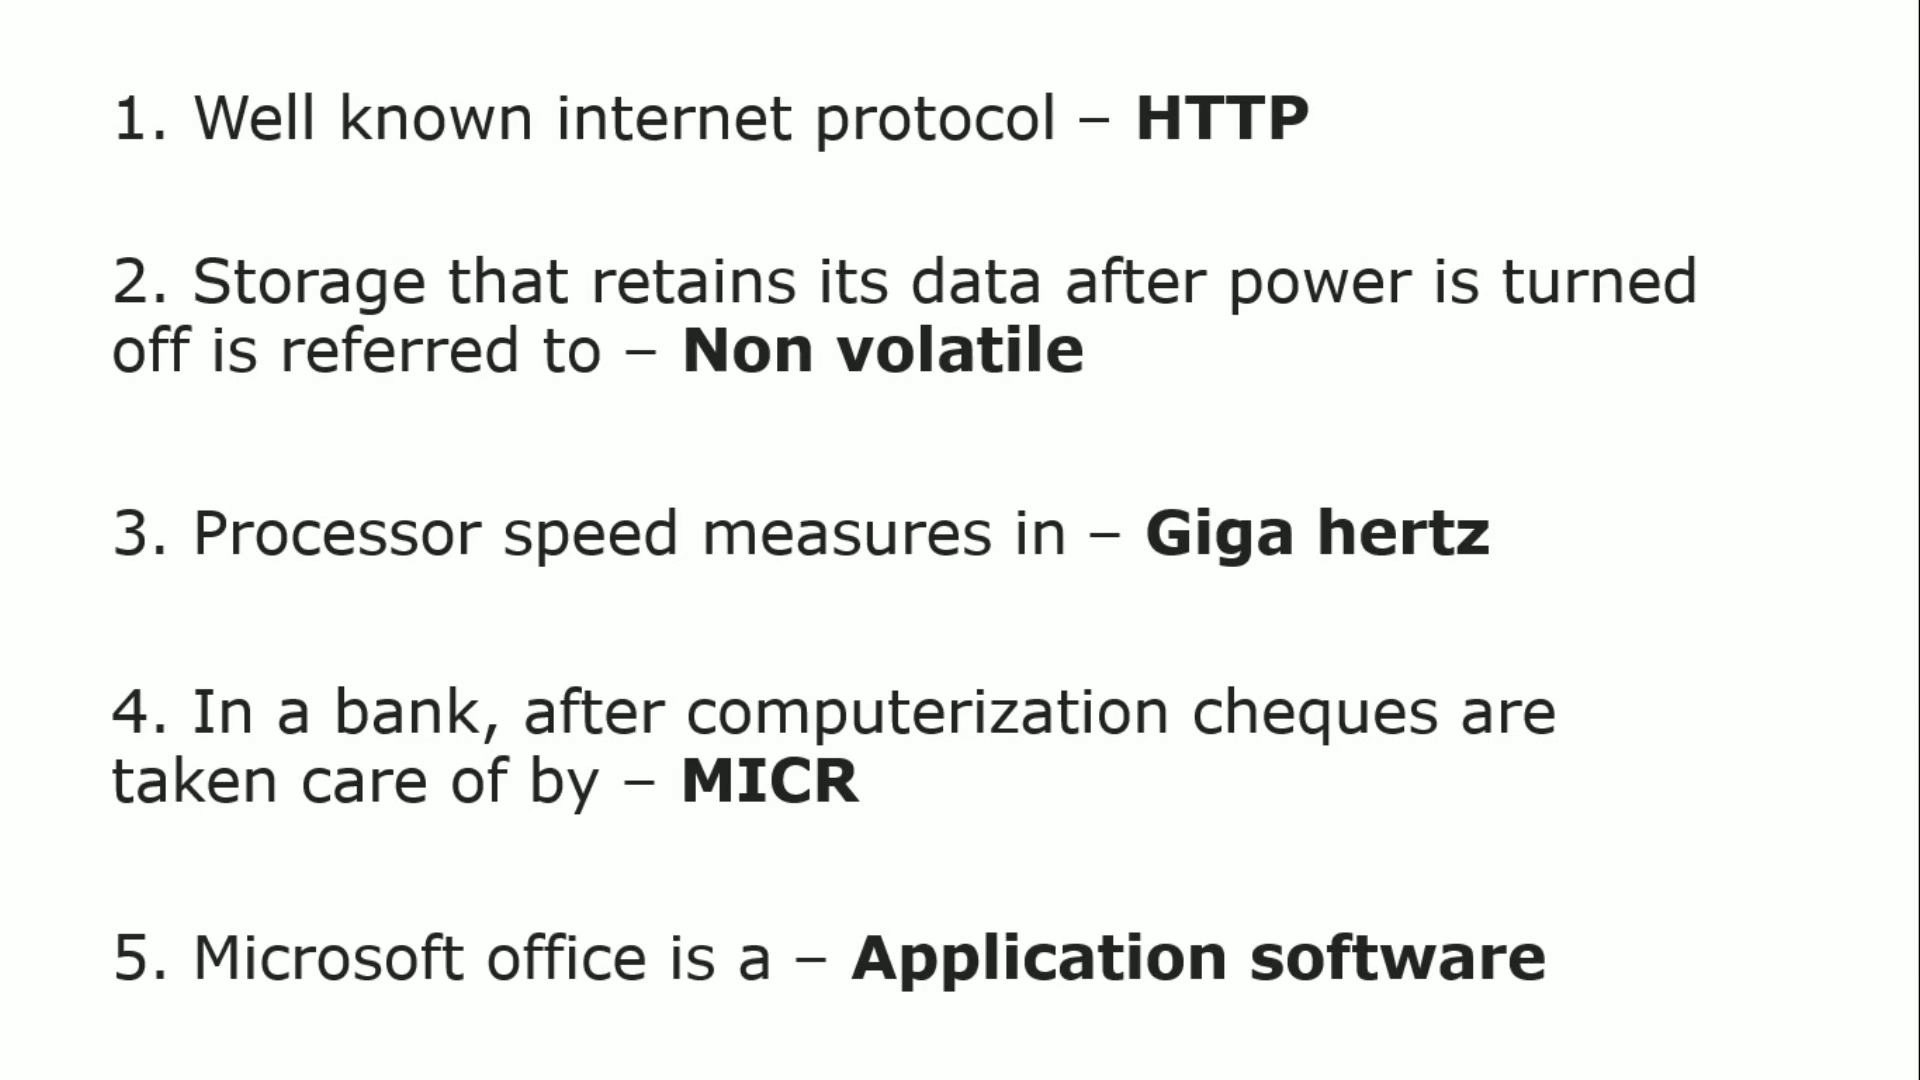 1. Well known internet protocol – HTTP
2. Storage that retains its data after power is turned
off is referred to – Non volatile
3. Processor speed measures in – Giga hertz
4. In a bank, after computerization cheques are
taken care of by – MICR
5. Microsoft office is a – Application software